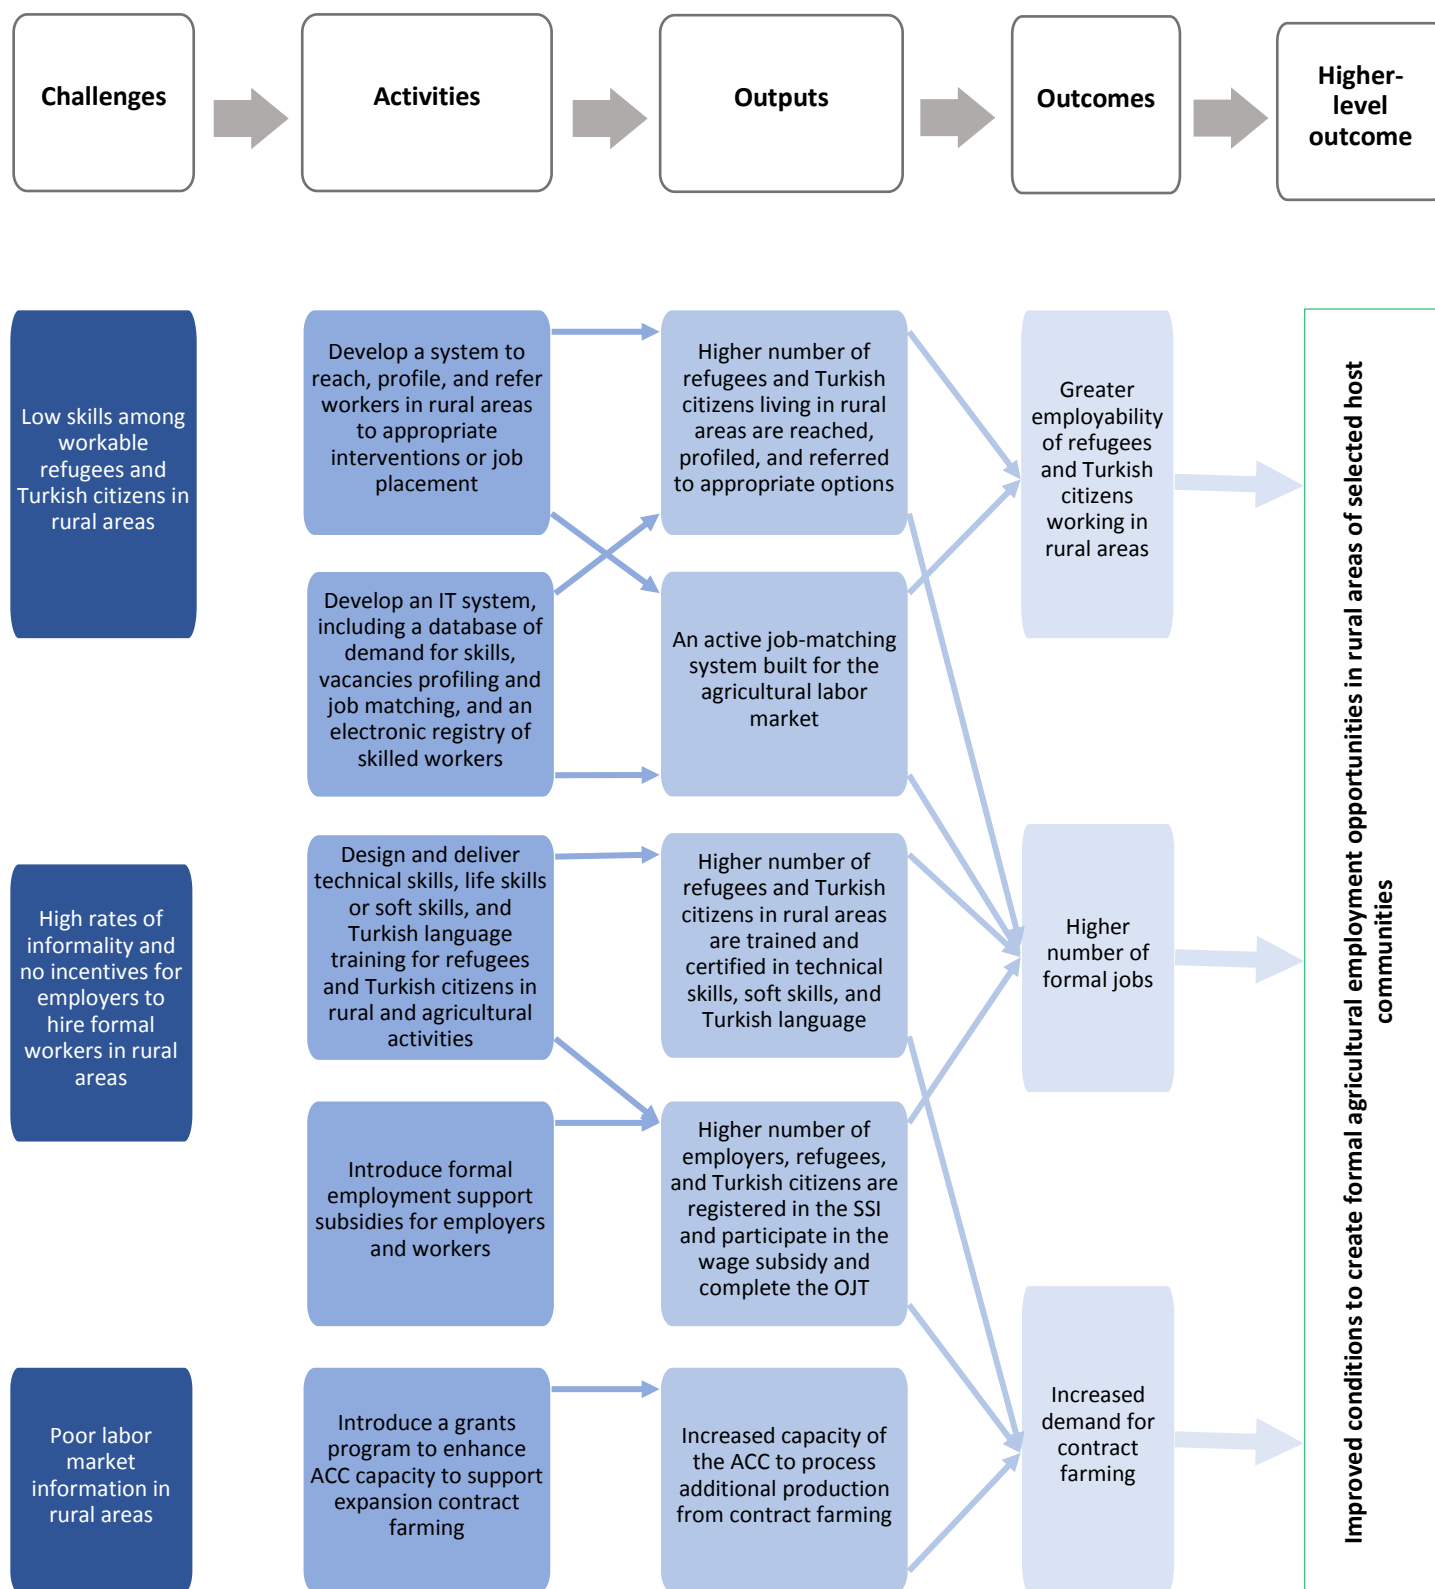 Challenges
Activities
Outputs
Outcomes
Higher-
level
outcome
Low skills among
workable
refugees and
Turkish citizens in
rural areas
High rates of
informality and
no incentives for
employers to
hire formal
workers in rural
areas
Poor labor
market
information in
rural areas
Develop a system to
reach, profile, and refer
workers in rural areas
to appropriate
interventions or job
placement
Develop an IT system,
including a database of
demand for skills,
vacancies profiling and
job matching, and an
electronic registry of
skilled workers
Design and deliver
technical skills, life skills
or soft skills, and
Turkish language
training for refugees
and Turkish citizens in
rural and agricultural
activities
Introduce formal
employment support
subsidies for employers
and workers
Introduce a grants
program to enhance
ACC capacity to support
expansion contract
farming
Higher number of
refugees and Turkish
citizens living in rural
areas are reached,
profiled, and referred
to appropriate options
An active job-matching
system built for the
agricultural labor
market
Higher number of
refugees and Turkish
citizens in rural areas
are trained and
certified in technical
skills, soft skills, and
Turkish language
Higher number of
employers, refugees,
and Turkish citizens are
registered in the SSI
and participate in the
wage subsidy and
complete the OJT
Increased capacity of
the ACC to process
additional production
from contract farming
Greater
employability
of refugees
and Turkish
citizens
working in
rural areas
Higher
number of
formal jobs
Increased
demand for
contract
farming
Improved conditions to create formal agricultural employment opportunities in rural areas of selected host
communities